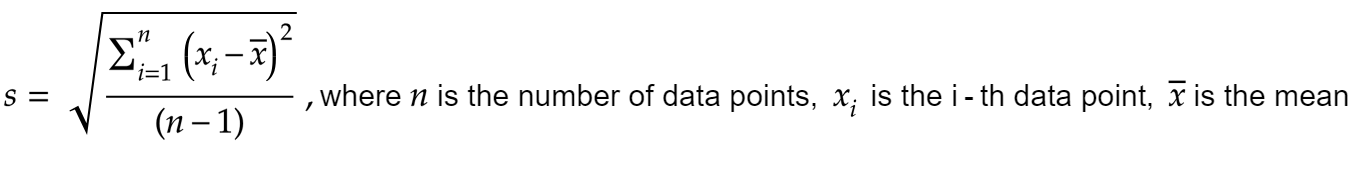 s = √(Σⁿᵢ₌₁ (xᵢ – x̅)² / (n – 1)) , where n is the number of data points, xᵢ is the i - th data point, x̅ is the mean